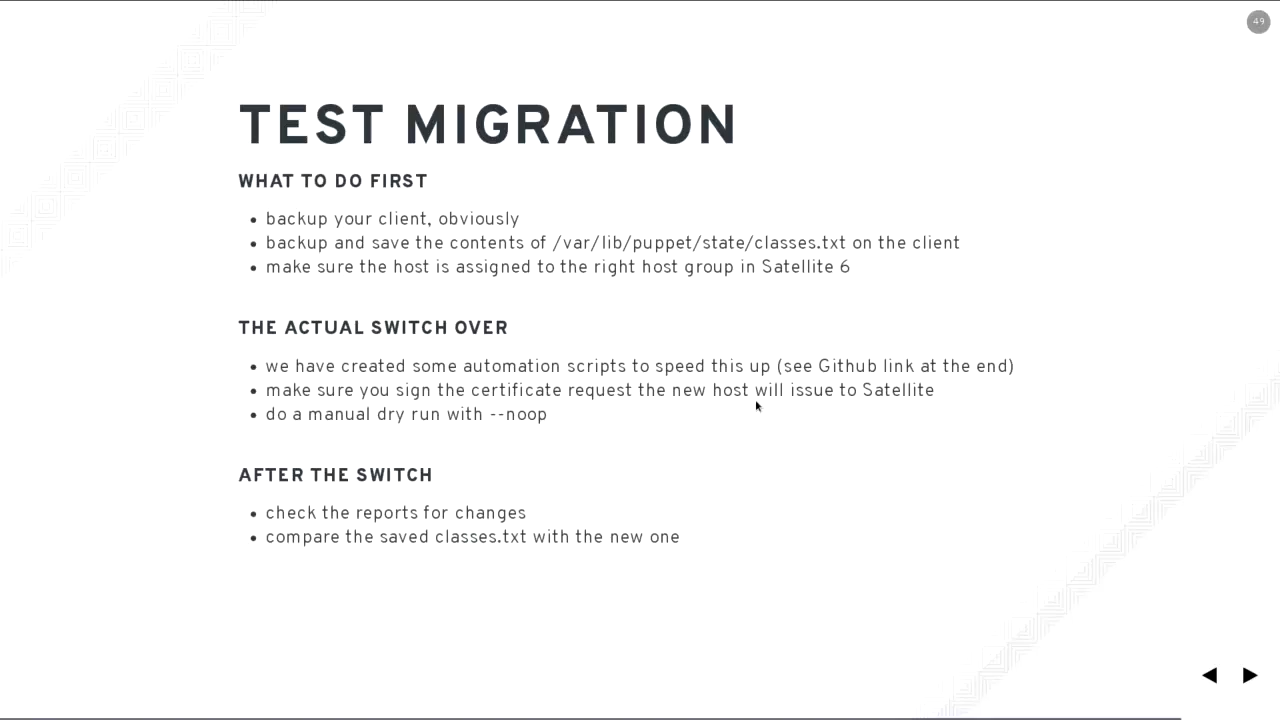 49
TEST MIGRATION
WHAT TO DO FIRST
• backup your client, obviously
• backup and save the contents of /var/lib/puppet/state/classes.txt on the client
• make sure the host is assigned to the right host group in Satellite 6
THE ACTUAL SWITCH OVER
• we have created some automation scripts to speed this up (see Github link at the end)
• make sure you sign the certificate request the new host will issue to Satellite
• do a manual dry run with --noop
AFTER THE SWITCH
• check the reports for changes
• compare the saved classes.txt with the new one